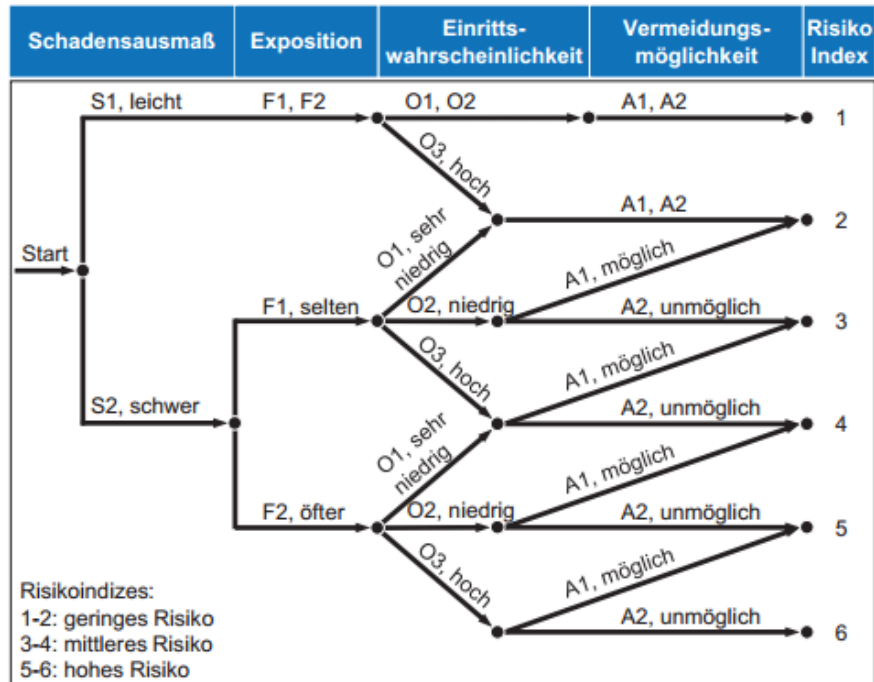 Schadensausmaß
Exposition
Einritts-
wahrscheinlichkeit
Vermeidungs-
möglichkeit
Risiko
Index
S1, leicht
F1, F2
O1, O2
A1, A2
1
O3, hoch
A1, A2
2
Start
O1, sehr
niedrig
A1, möglich
F1, selten
O2, niedrig
A2, unmöglich
3
O3, hoch
A1, möglich
S2, schwer
A2, unmöglich
4
O1, sehr
niedrig
A1, möglich
F2, öfter
O2, niedrig
A2, unmöglich
5
O3, hoch
A1, möglich
A2, unmöglich
6
Risikoindizes:
1-2: geringes Risiko
3-4: mittleres Risiko
5-6: hohes Risiko